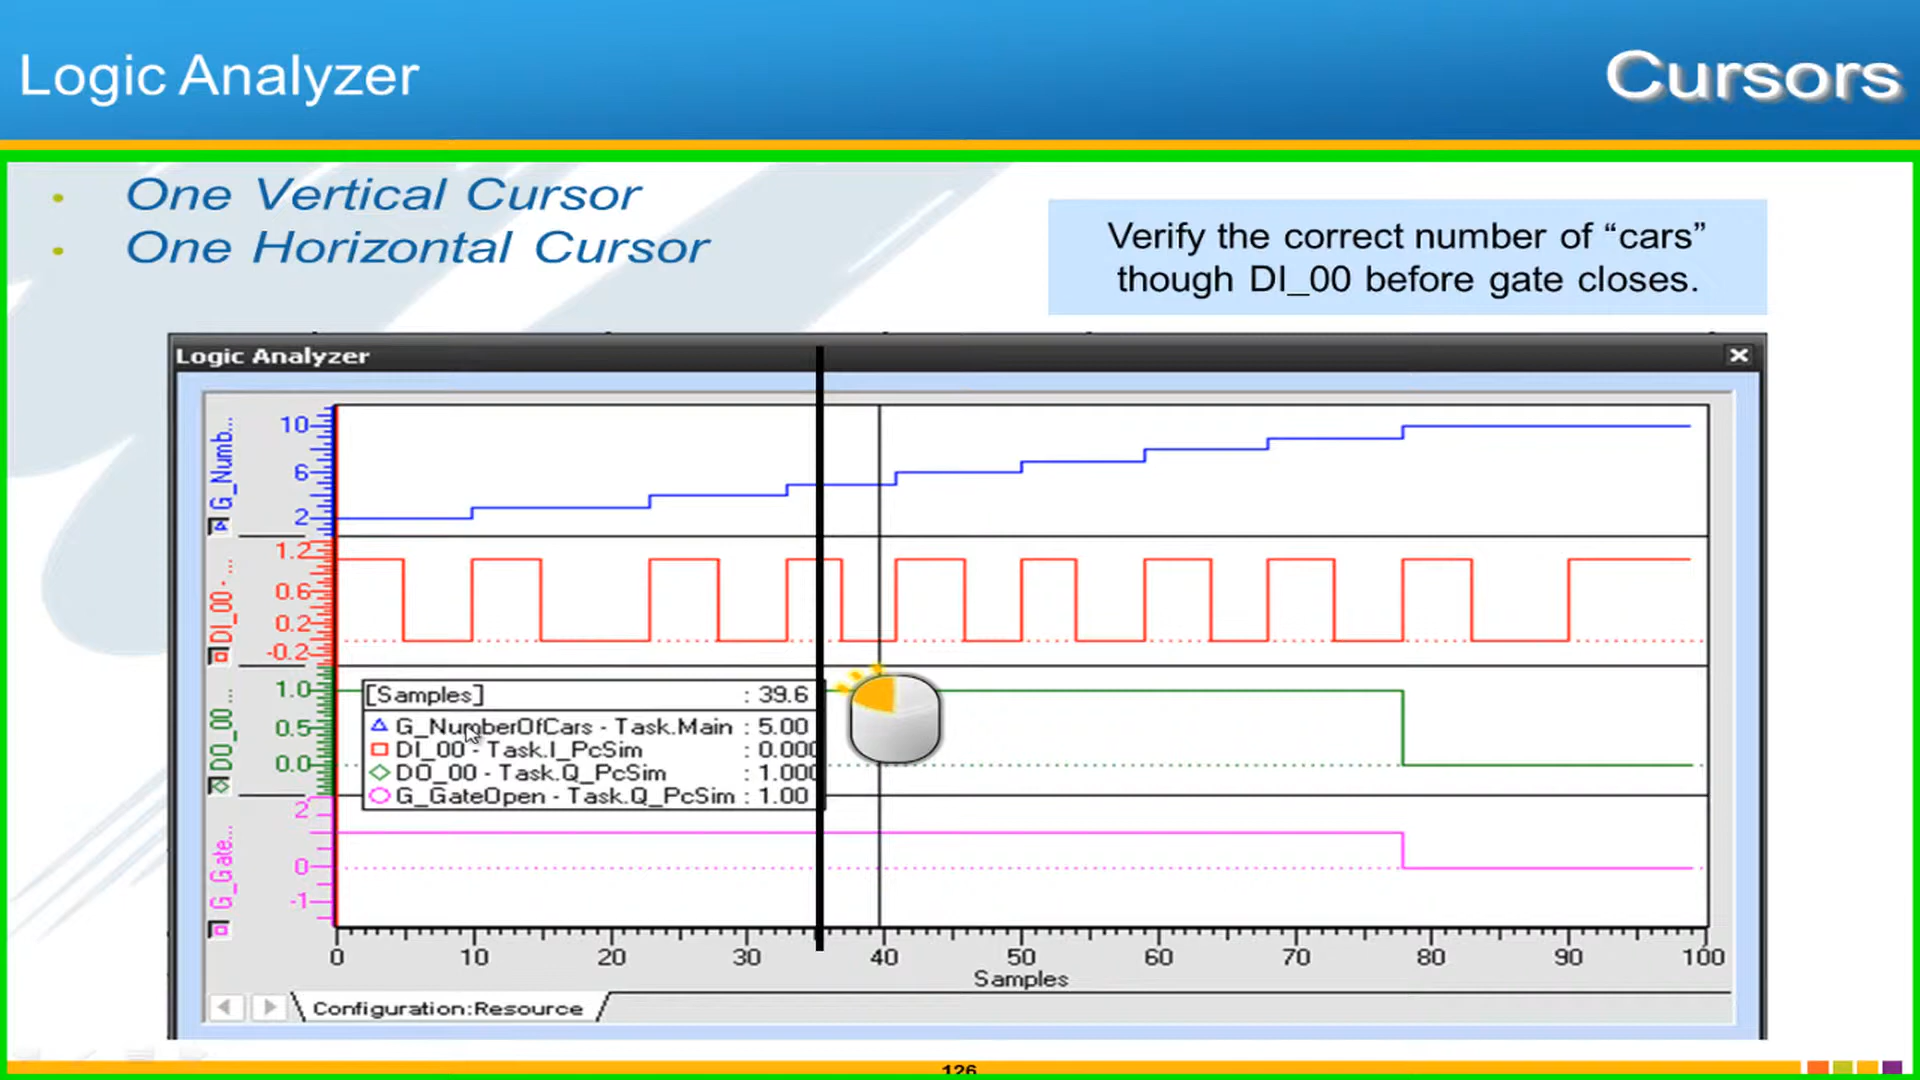 Logic Analyzer
Cursors
• One Vertical Cursor
• One Horizontal Cursor
Verify the correct number of “cars”
though DI_00 before gate closes.
Logic Analyzer
G_Numb...
10
6
2
DI_00 - ...
1.2
0.6
0.2
-0.2
DO_00 ...
1.0
0.5
0.0
G_Gate...
2
0
-1
[Samples] : 39.6
G_NumberOfCars - Task.Main : 5.00
DI_00 - Task.I_PcSim : 0.000
DO_00 - Task.Q_PcSim : 1.000
G_GateOpen - Task.Q_PcSim : 1.00
0 10 20 30 40 50 60 70 80 90 100
Samples
Configuration:Resource
126